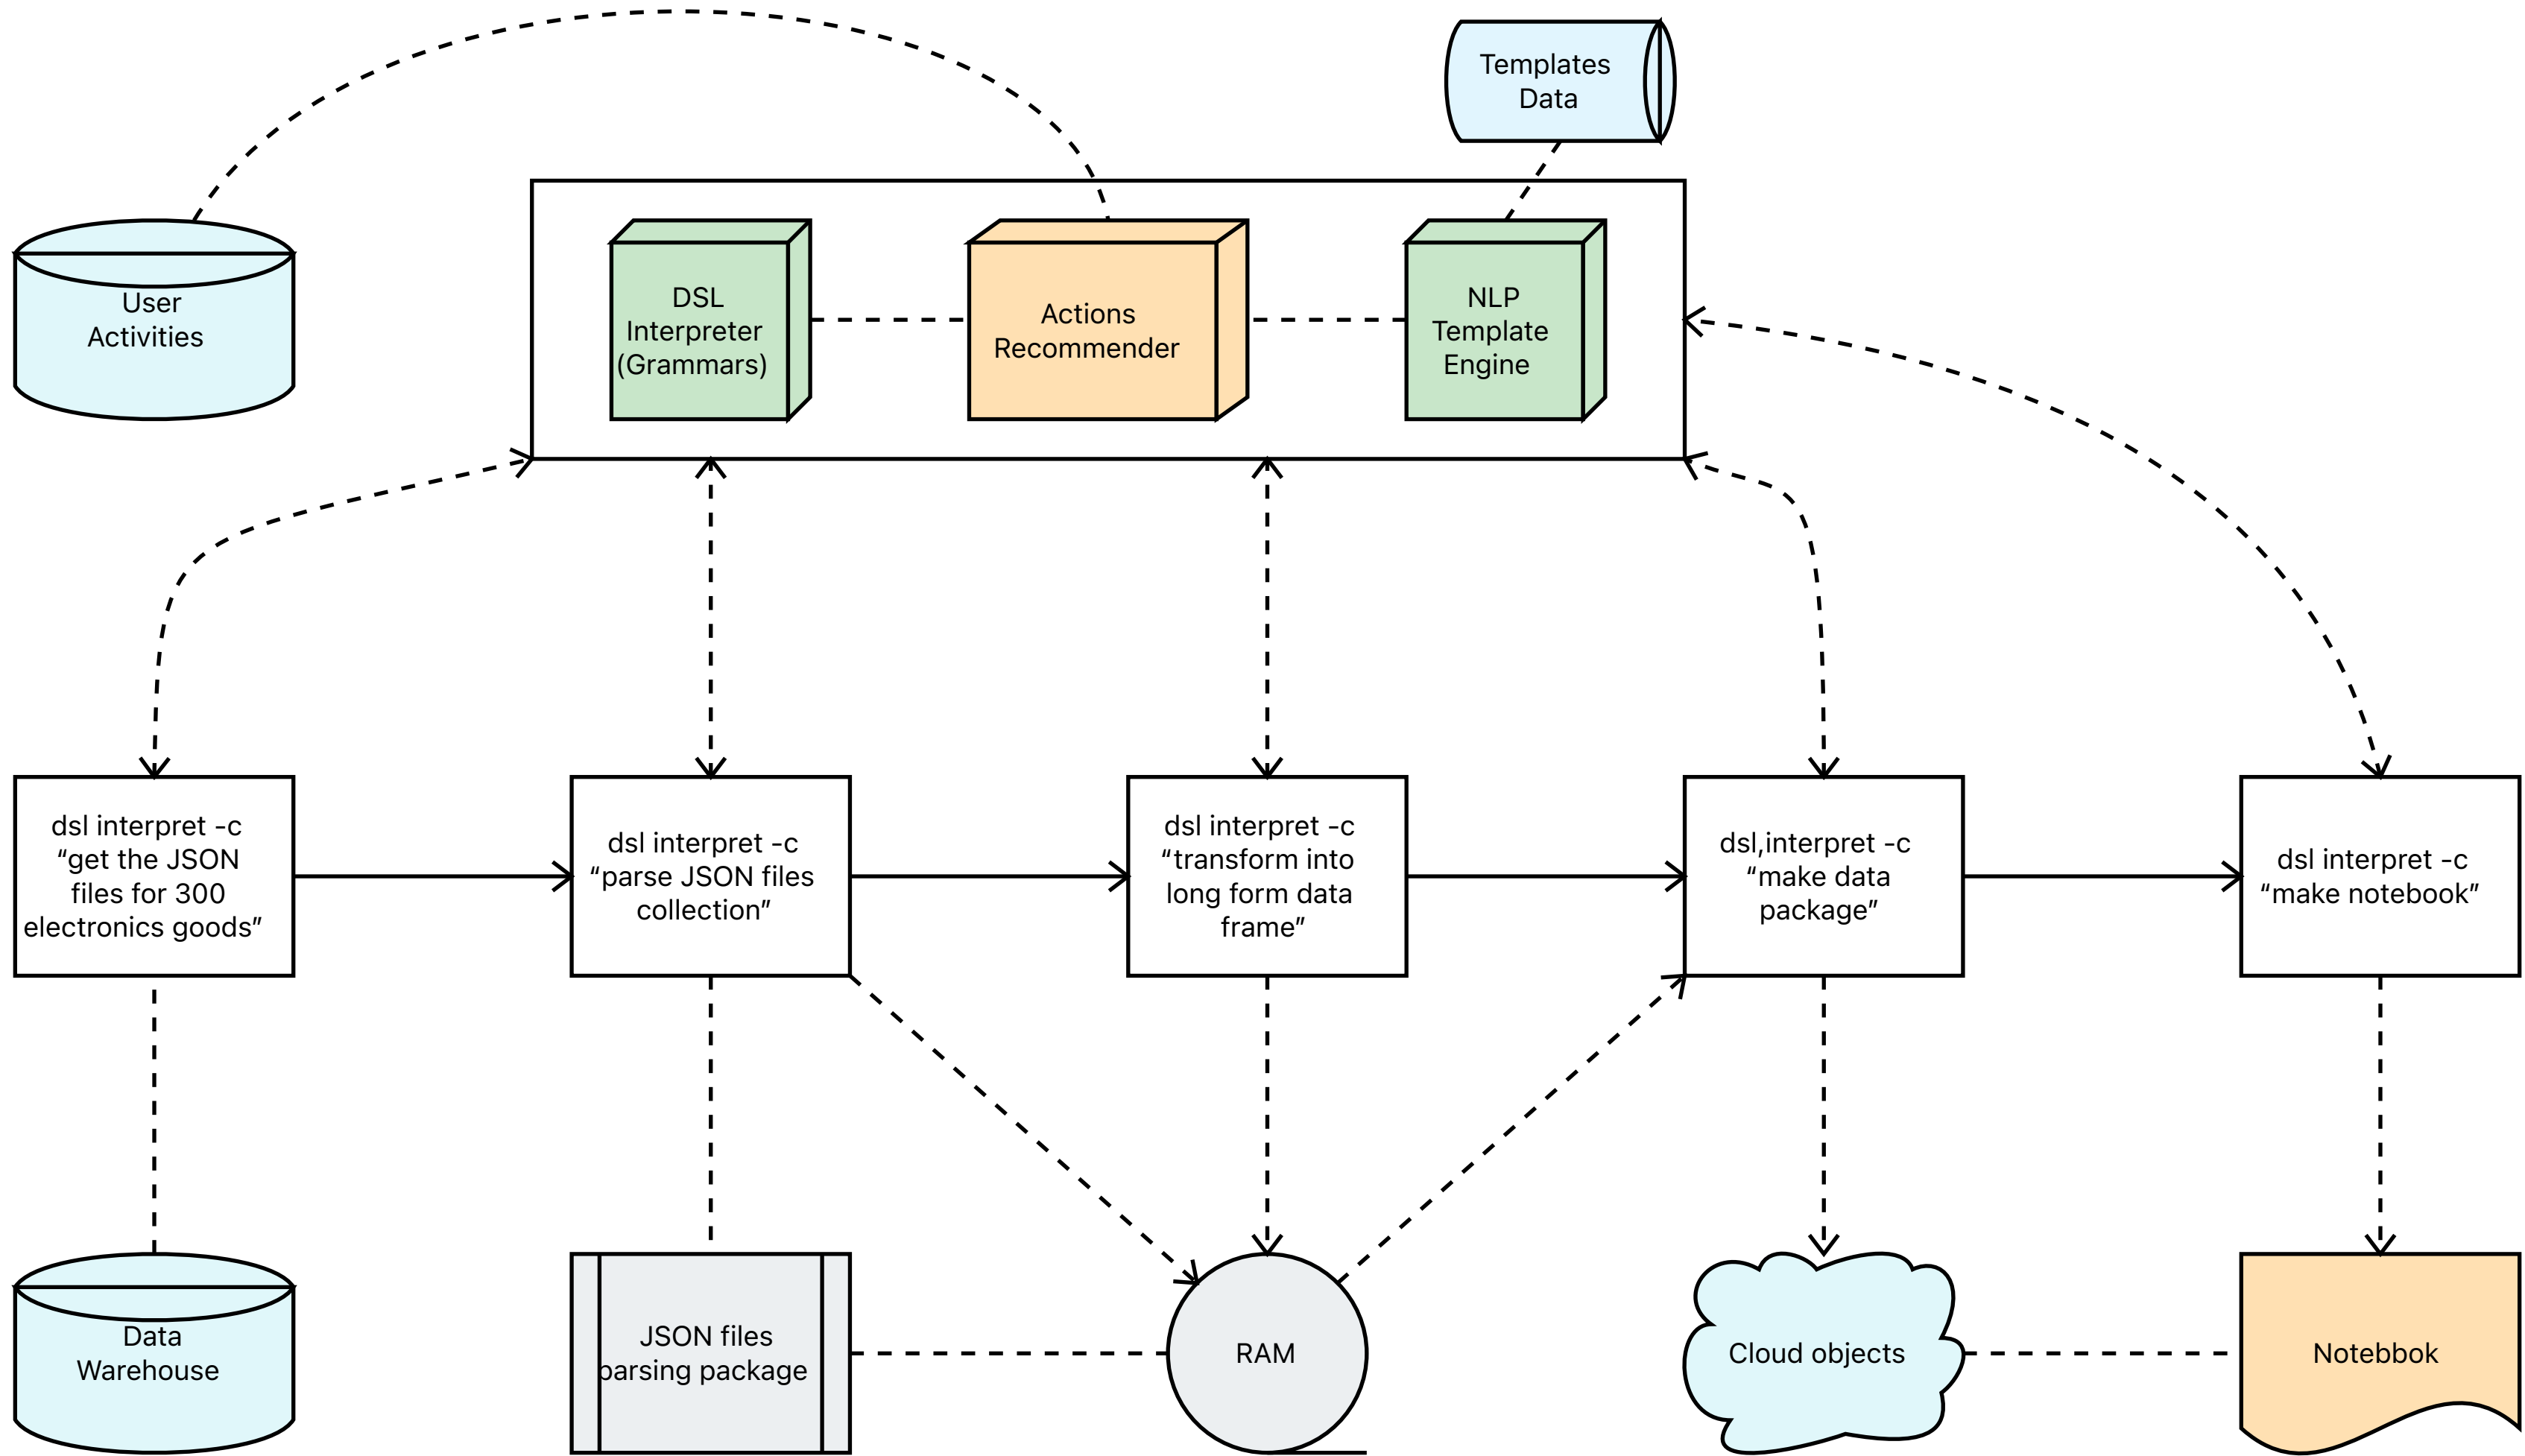 Templates
Data
User
Activities
DSL
Interpreter
(Grammars)
Actions
Recommender
NLP
Template
Engine
dsl interpret -c
“get the JSON
files for 300
electronics goods”
dsl interpret -c
“parse JSON files
collection”
dsl interpret -c
“transform into
long form data
frame”
dsl,interpret -c
“make data
package”
dsl interpret -c
“make notebook”
Data
Warehouse
JSON files
parsing package
RAM
Cloud objects
Notebbok